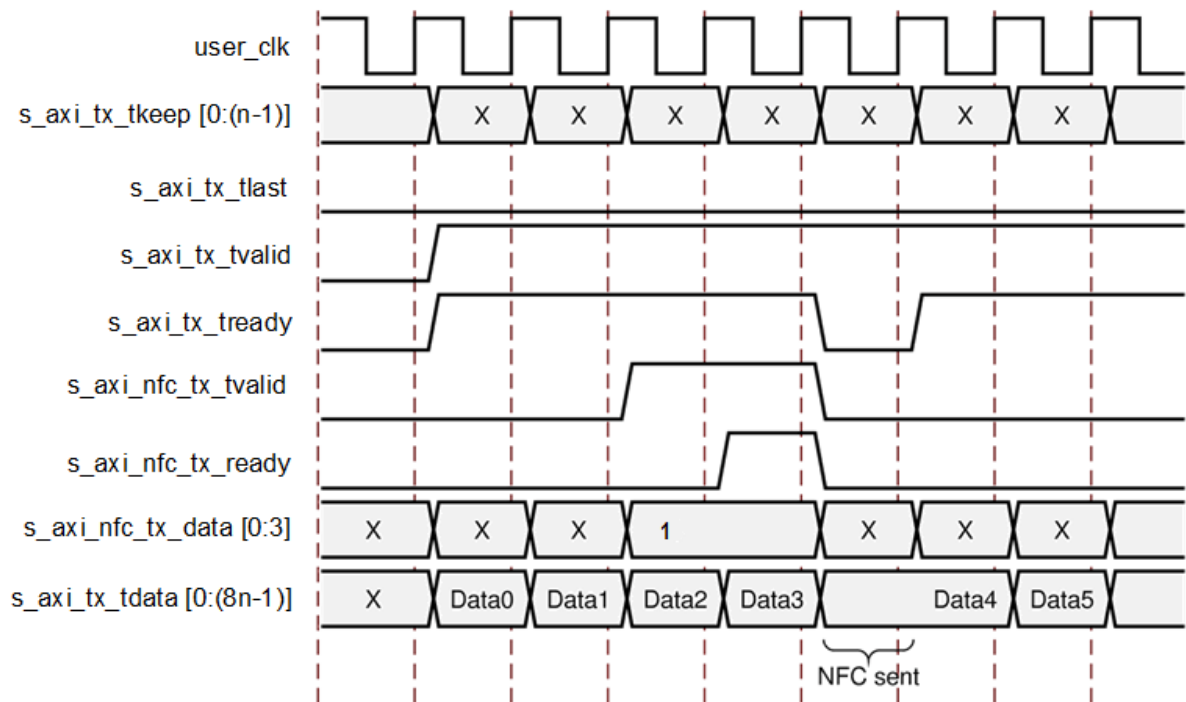 user_clk
s_axi_tx_tkeep [0:(n-1)] X X X X X X X
s_axi_tx_tlast
s_axi_tx_tvalid
s_axi_tx_tready
s_axi_nfc_tx_tvalid
s_axi_nfc_tx_ready
s_axi_nfc_tx_data [0:3] X X X 1 X X X
s_axi_tx_tdata [0:(8n-1)] X Data0 Data1 Data2 Data3 Data4 Data5
NFC sent